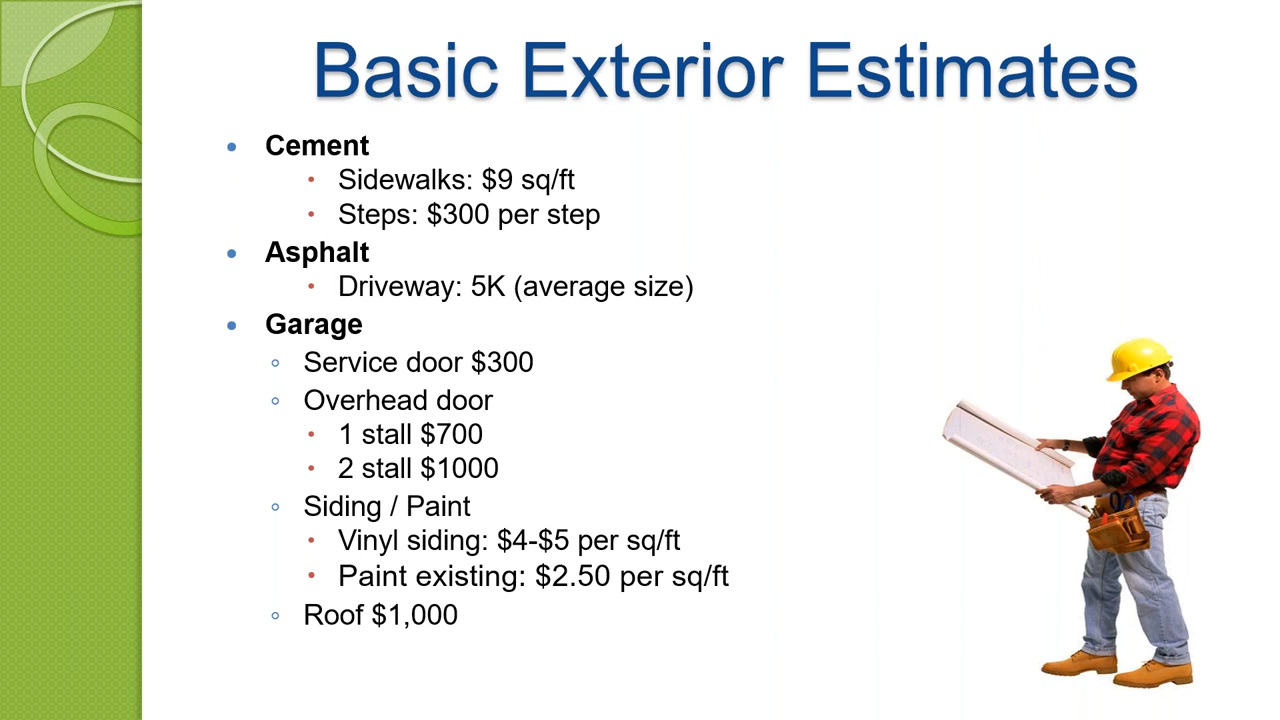 Basic Exterior Estimates
Cement
Sidewalks: $9 sq/ft
Steps: $300 per step
Asphalt
Driveway: 5K (average size)
Garage
Service door $300
Overhead door
1 stall $700
2 stall $1000
Siding / Paint
Vinyl siding: $4-$5 per sq/ft
Paint existing: $2.50 per sq/ft
Roof $1,000